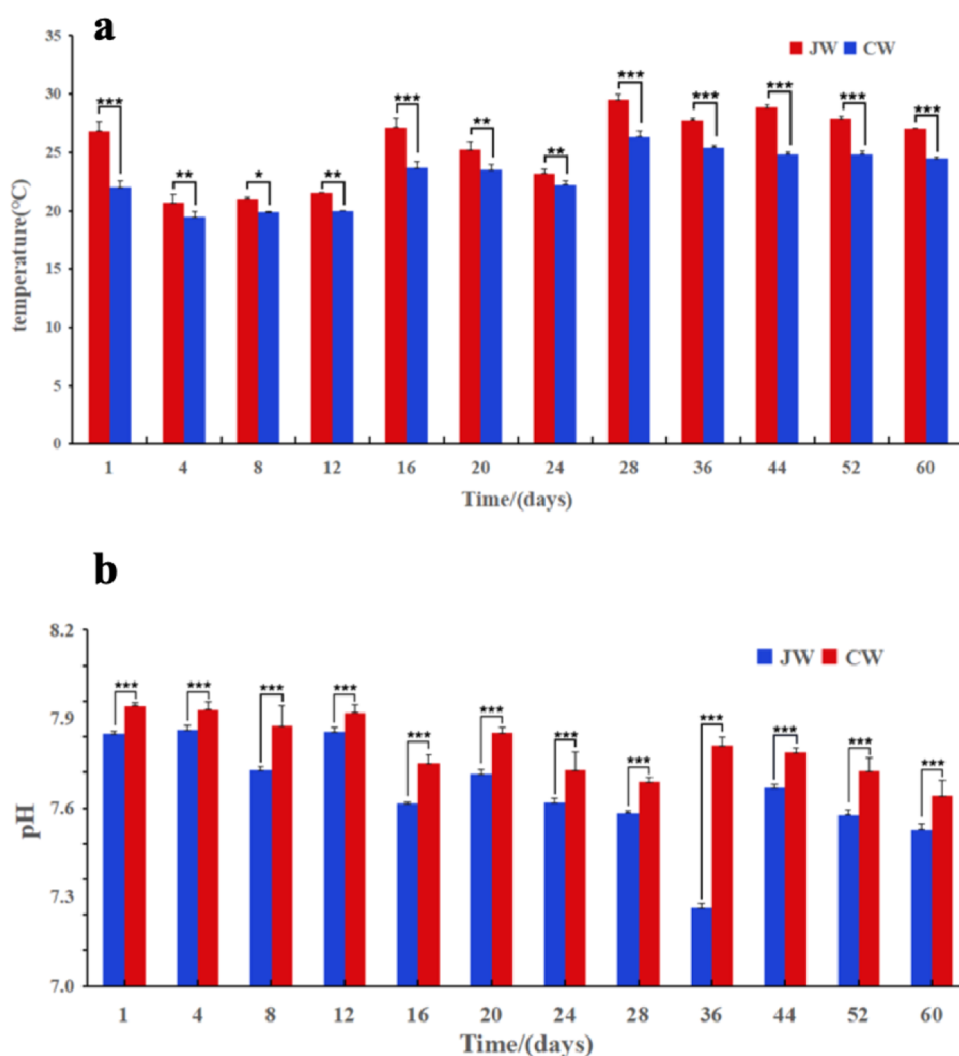 a
JW CW
35
30
25
20
15
10
5
0
temperature(°C)
*** ** * ** *** ** ** *** *** *** *** ***
1 4 8 12 16 20 24 28 36 44 52 60
Time/(days)
b
JW CW
8.2
7.9
7.6
7.3
7.0
pH
*** *** *** *** *** *** *** *** *** *** *** ***
1 4 8 12 16 20 24 28 36 44 52 60
Time/(days)